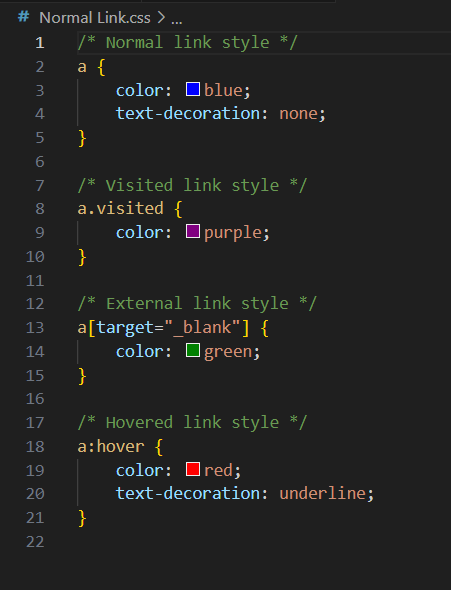 # Normal Link.css > ...
1 /* Normal link style */
2 a {
3 color: blue;
4 text-decoration: none;
5 }
6
7 /* Visited link style */
8 a.visited {
9 color: purple;
10 }
11
12 /* External link style */
13 a[target="_blank"] {
14 color: green;
15 }
16
17 /* Hovered link style */
18 a:hover {
19 color: red;
20 text-decoration: underline;
21 }
22